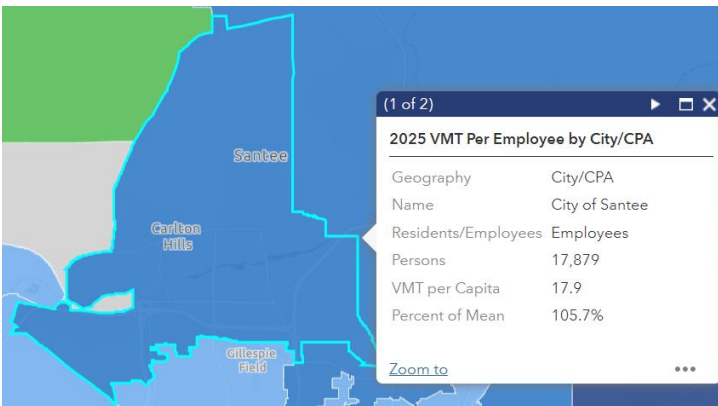 (1 of 2)
2025 VMT Per Employee by City/CPA
Geography City/CPA
Name City of Santee
Residents/Employees Employees
Persons 17,879
VMT per Capita 17.9
Percent of Mean 105.7%
Zoom to
Santee
Carlton
Hills
Gillespie
Field